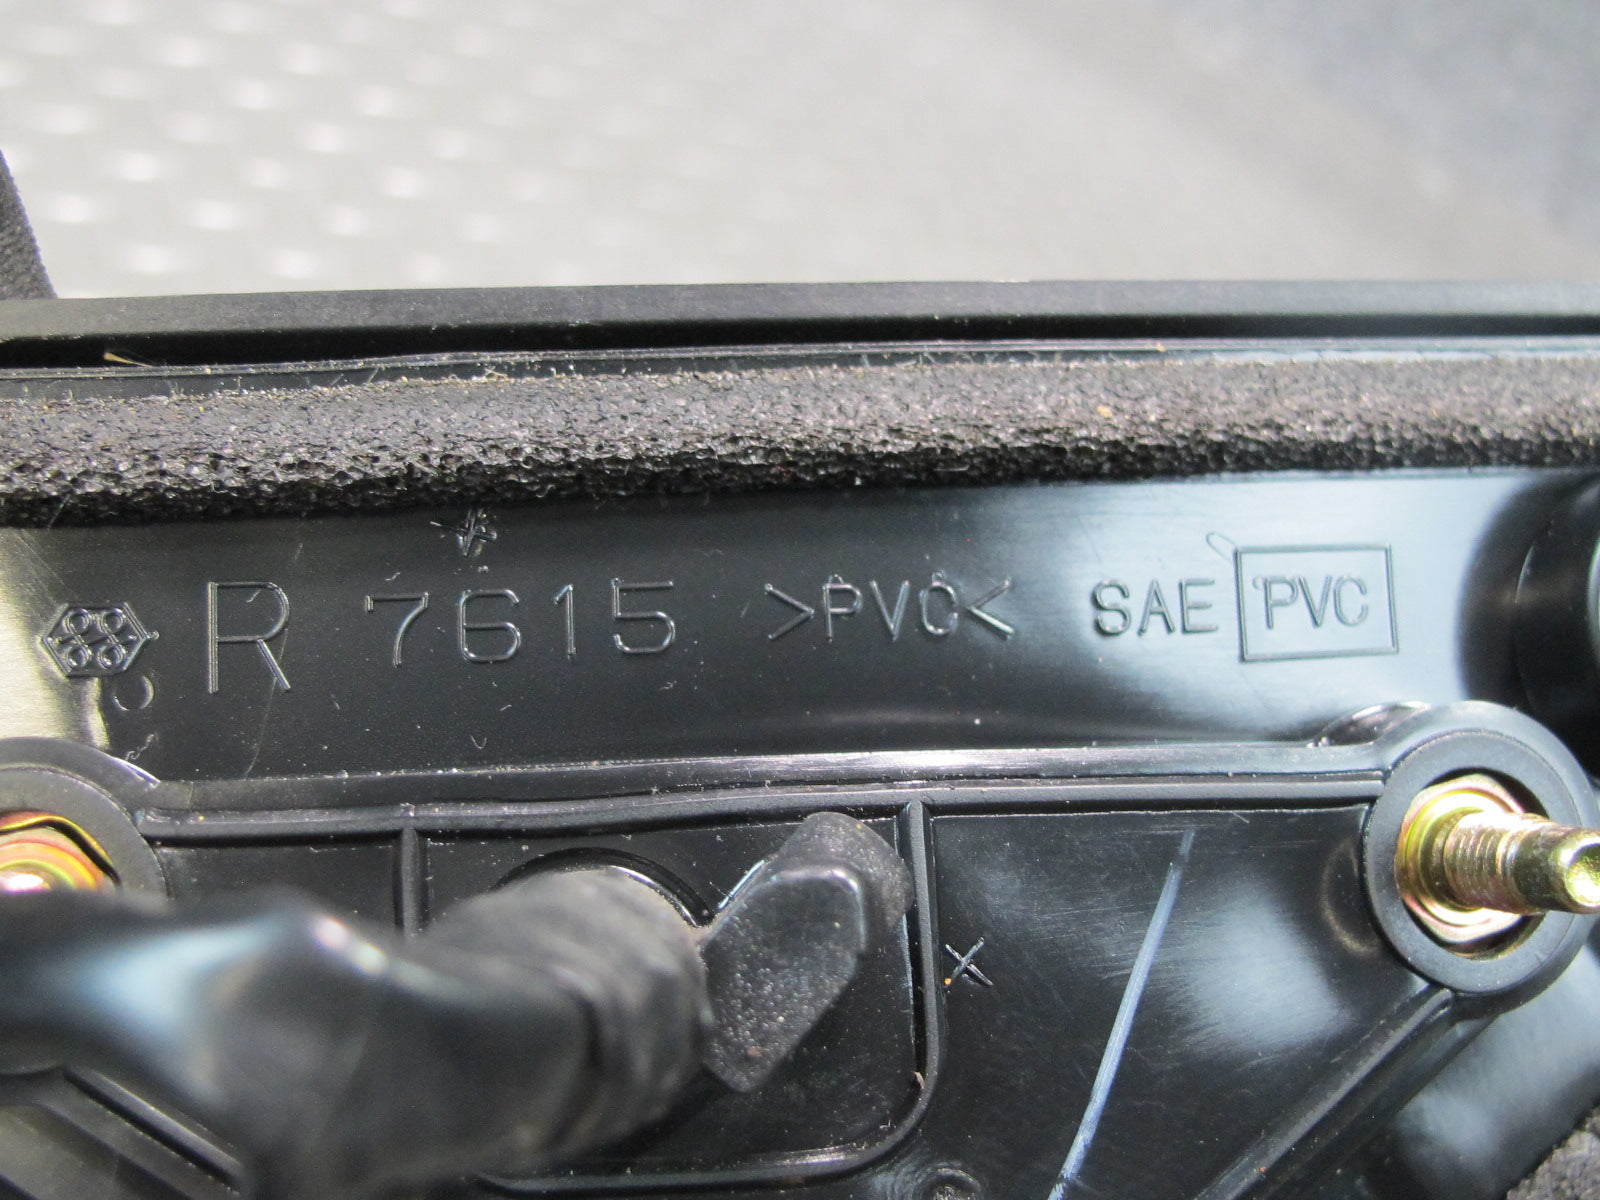 R 7615 >PVC< SAE PVC